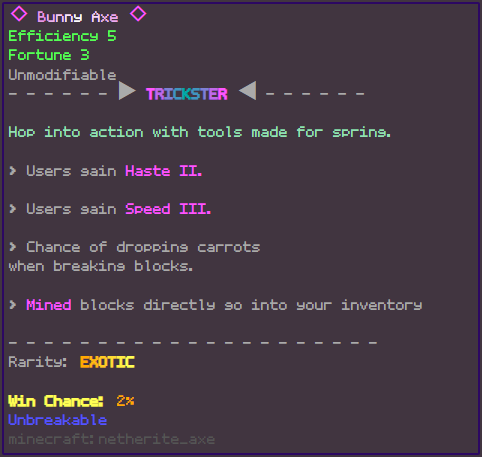 ◇ Bunny Axe ◇
Efficiency 5
Fortune 3
Unmodifiable
- - - - - - ▶ TRICKSTER ◀ - - - - - -
Hop into action with tools made for spring.
> Users gain Haste II.
> Users gain Speed III.
> Chance of dropping carrots
when breaking blocks.
> Mined blocks directly go into your inventory
- - - - - - - - - - - - - - - - - - - - - -
Rarity: EXOTIC
Win Chance: 2%
Unbreakable
minecraft:netherite_axe